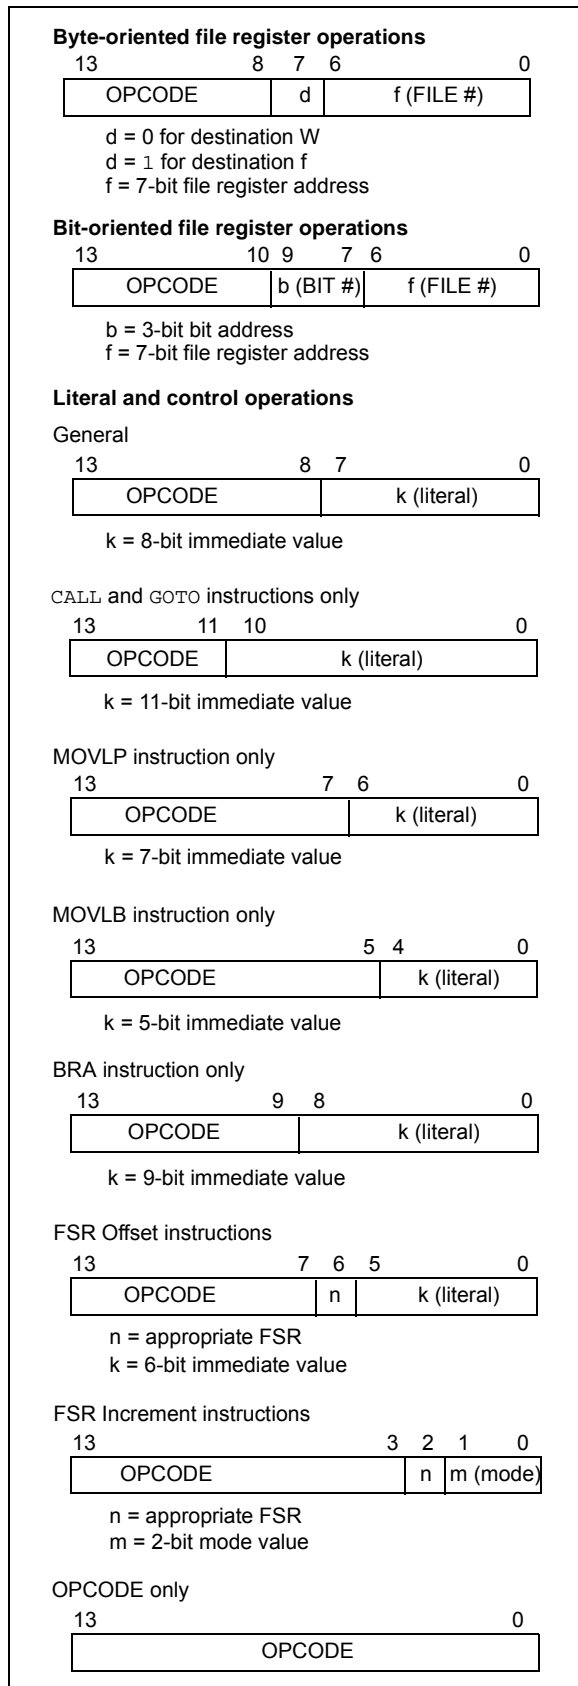 Byte-oriented file register operations
13 8 7 6 0
OPCODE d f (FILE #)
d = 0 for destination W
d = 1 for destination f
f = 7-bit file register address
Bit-oriented file register operations
13 10 9 7 6 0
OPCODE b (BIT #) f (FILE #)
b = 3-bit bit address
f = 7-bit file register address
Literal and control operations
General
13 8 7 0
OPCODE k (literal)
k = 8-bit immediate value
CALL and GOTO instructions only
13 11 10 0
OPCODE k (literal)
k = 11-bit immediate value
MOVLP instruction only
13 7 6 0
OPCODE k (literal)
k = 7-bit immediate value
MOVLB instruction only
13 5 4 0
OPCODE k (literal)
k = 5-bit immediate value
BRA instruction only
13 9 8 0
OPCODE k (literal)
k = 9-bit immediate value
FSR Offset instructions
13 7 6 5 0
OPCODE n k (literal)
n = appropriate FSR
k = 6-bit immediate value
FSR Increment instructions
13 3 2 1 0
OPCODE n m (mode)
n = appropriate FSR
m = 2-bit mode value
OPCODE only
13 0
OPCODE